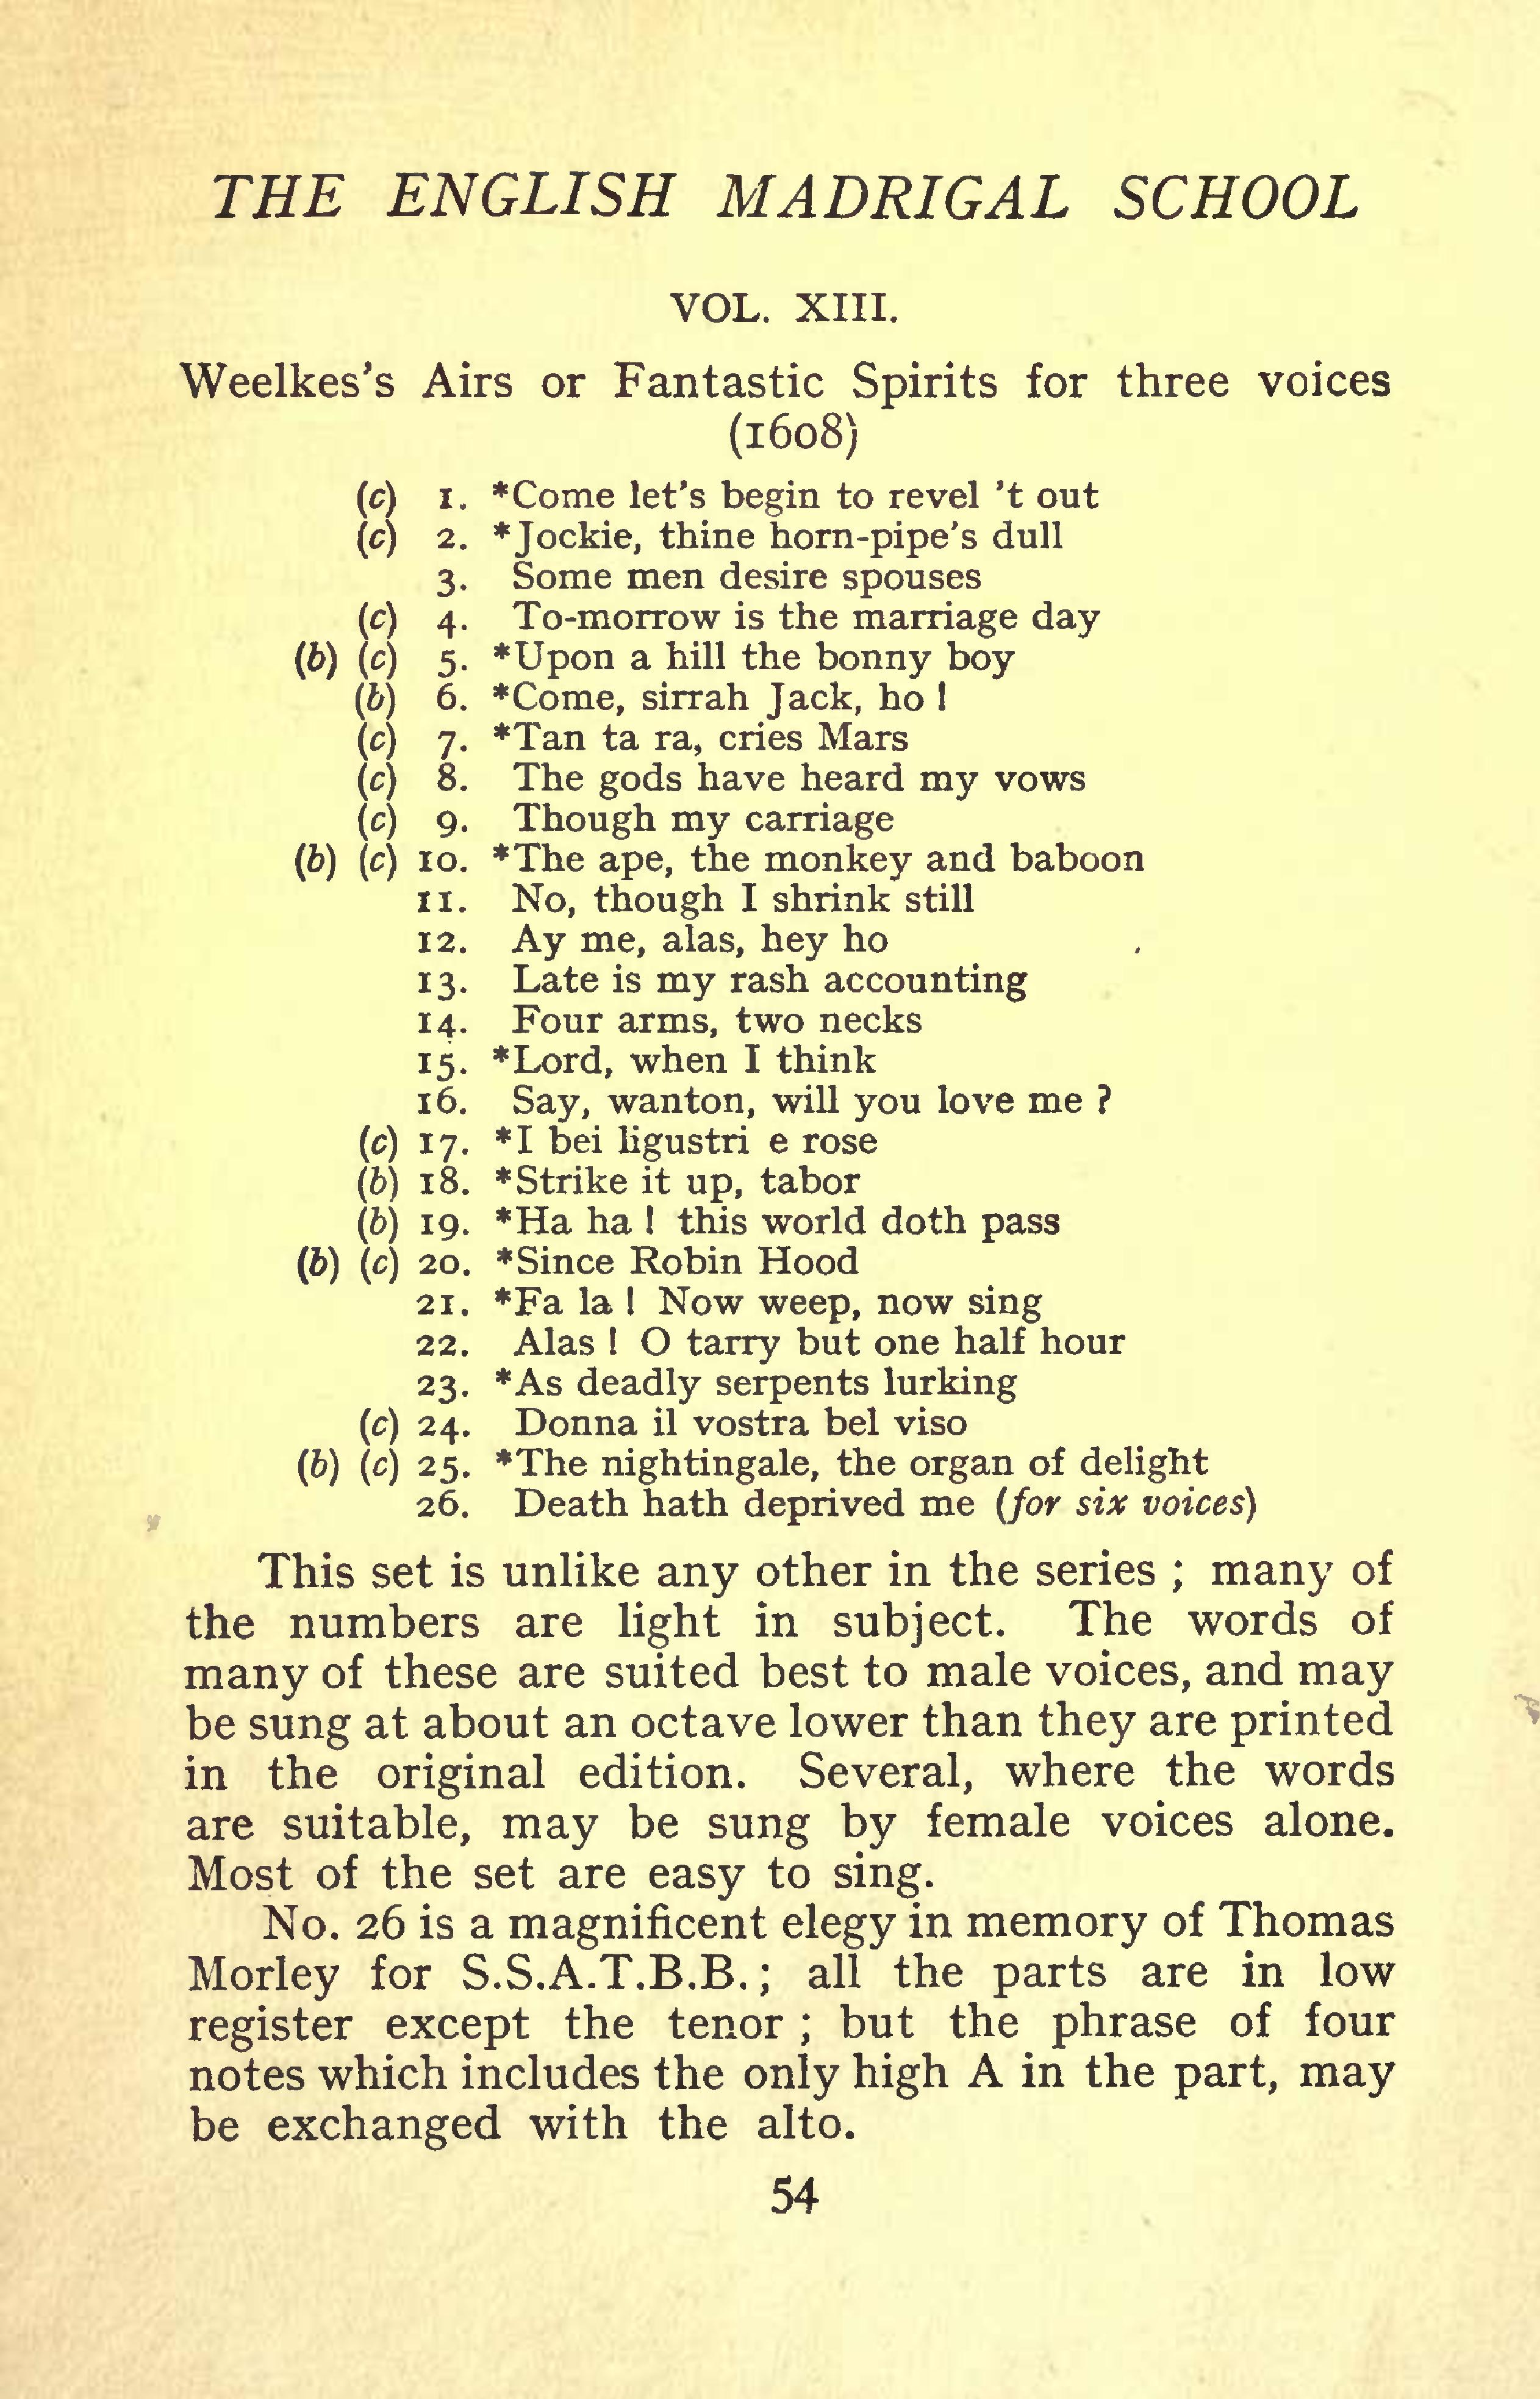 THE ENGLISH MADRIGAL SCHOOL
VOL. XIII.
Weelkes's Airs or Fantastic Spirits for three voices
(1608)
(c) 1. *Come let's begin to revel 't out
(c) 2. *Jockie, thine horn-pipe's dull
3. Some men desire spouses
(c) 4. To-morrow is the marriage day
(b) (c) 5. *Upon a hill the bonny boy
(b) 6. *Come, sirrah Jack, ho !
(c) 7. *Tan ta ra, cries Mars
(c) 8. The gods have heard my vows
(c) 9. Though my carriage
(b) (c) 10. *The ape, the monkey and baboon
11. No, though I shrink still
12. Ay me, alas, hey ho
13. Late is my rash accounting
14. Four arms, two necks
15. *Lord, when I think
16. Say, wanton, will you love me ?
(c) 17. *I bei ligustri e rose
(b) 18. *Strike it up, tabor
(b) 19. *Ha ha ! this world doth pass
(b) (c) 20. *Since Robin Hood
21. *Fa la ! Now weep, now sing
22. Alas ! O tarry but one half hour
23. *As deadly serpents lurking
(c) 24. Donna il vostra bel viso
(b) (c) 25. *The nightingale, the organ of delight
26. Death hath deprived me (for six voices)
This set is unlike any other in the series ; many of
the numbers are light in subject. The words of
many of these are suited best to male voices, and may
be sung at about an octave lower than they are printed
in the original edition. Several, where the words
are suitable, may be sung by female voices alone.
Most of the set are easy to sing.
No. 26 is a magnificent elegy in memory of Thomas
Morley for S.S.A.T.B.B. ; all the parts are in low
register except the tenor ; but the phrase of four
notes which includes the only high A in the part, may
be exchanged with the alto.
54